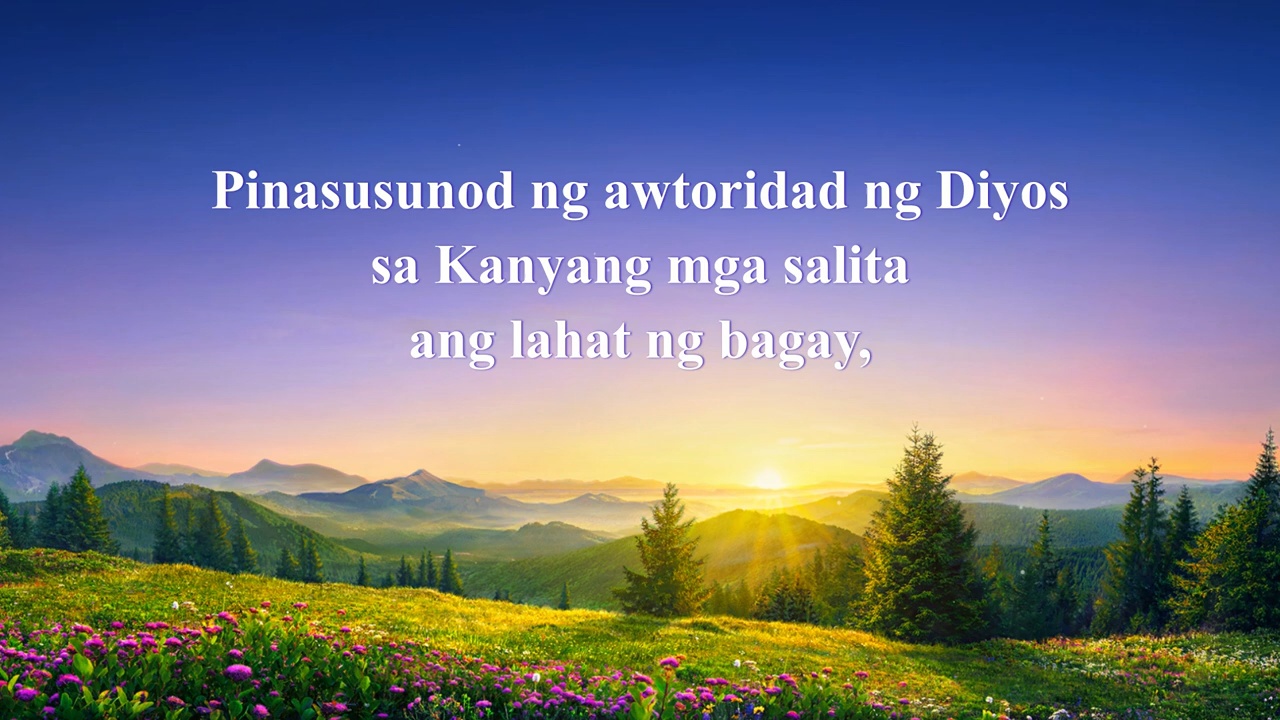 Pinasusunod ng awtoridad ng Diyos
sa Kanyang mga salita
ang lahat ng bagay,